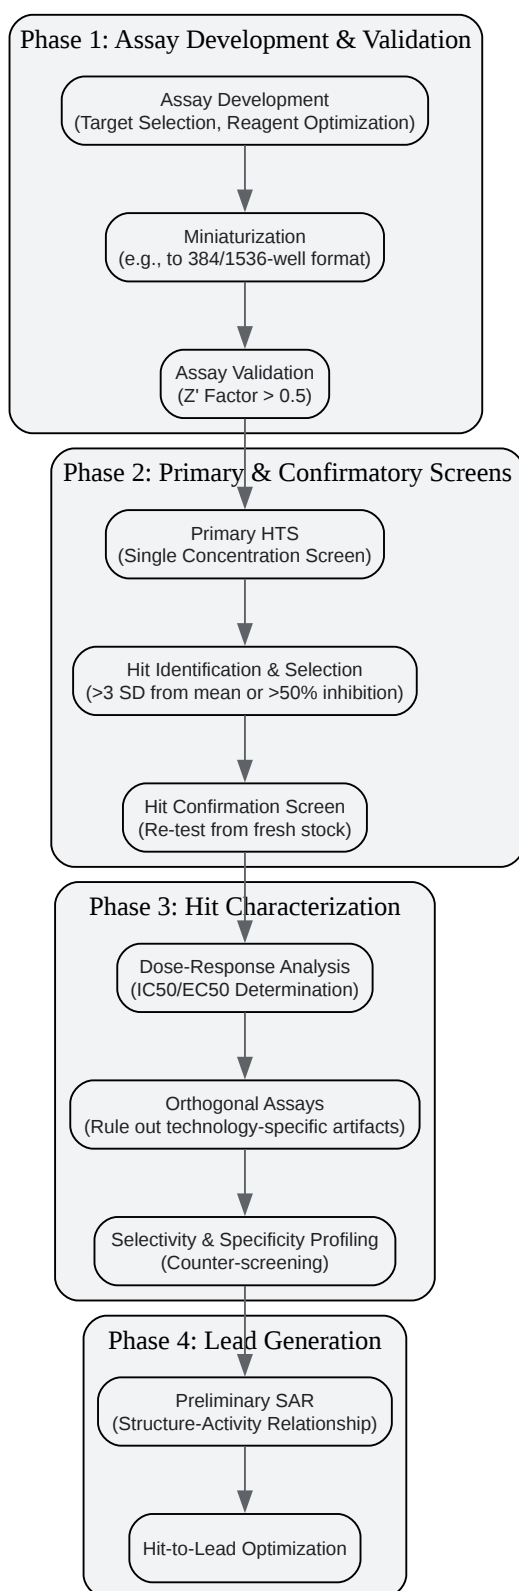 Phase 1: Assay Development & Validation
Assay Development
(Target Selection, Reagent Optimization)
Miniaturization
(e.g., to 384/1536-well format)
Assay Validation
(Z' Factor > 0.5)
Phase 2: Primary & Confirmatory Screens
Primary HTS
(Single Concentration Screen)
Hit Identification & Selection
(>3 SD from mean or >50% inhibition)
Hit Confirmation Screen
(Re-test from fresh stock)
Phase 3: Hit Characterization
Dose-Response Analysis
(IC50/EC50 Determination)
Orthogonal Assays
(Rule out technology-specific artifacts)
Selectivity & Specificity Profiling
(Counter-screening)
Phase 4: Lead Generation
Preliminary SAR
(Structure-Activity Relationship)
Hit-to-Lead Optimization